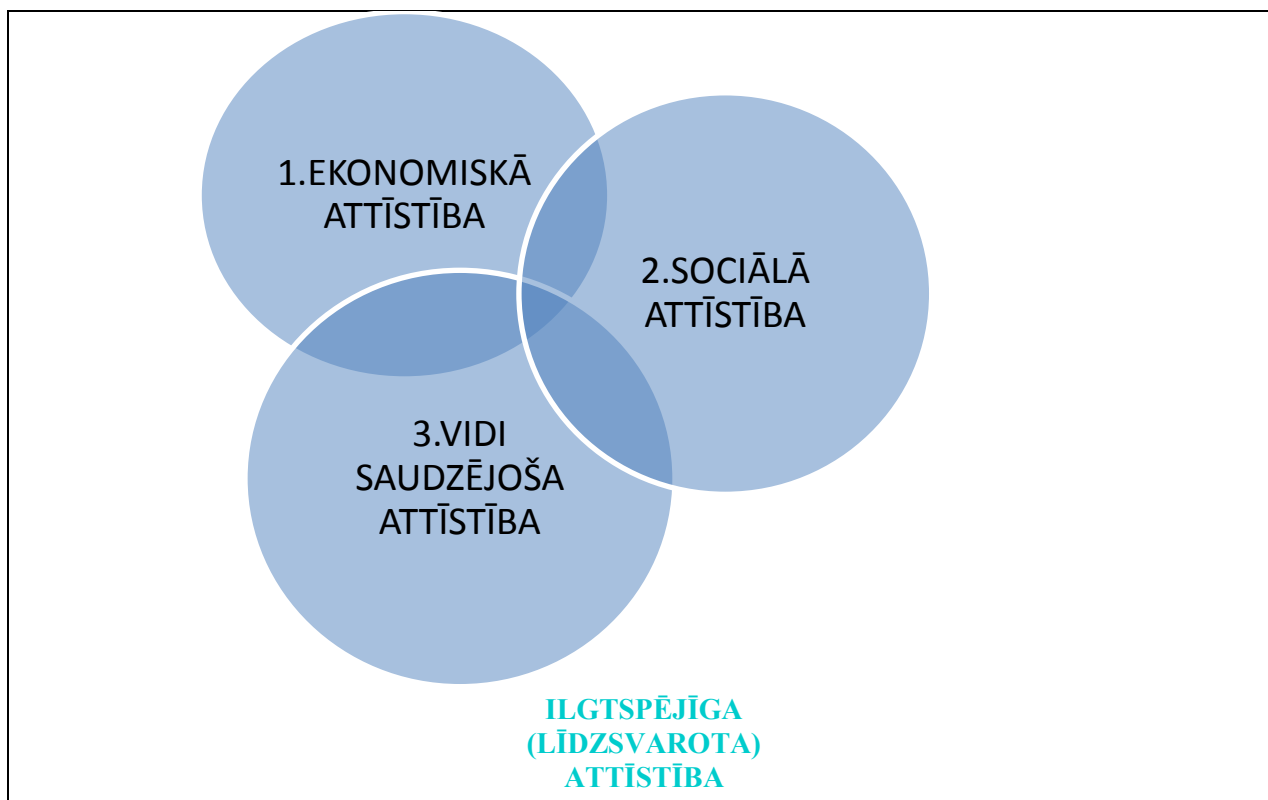 1.EKONOMISKĀ
ATTĪSTĪBA
2.SOCIĀLĀ
ATTĪSTĪBA
3.VIDI
SAUDZĒJOŠA
ATTĪSTĪBA
ILGTSPĒJĪGA
(LĪDZSVAROTA)
ATTĪSTĪBA